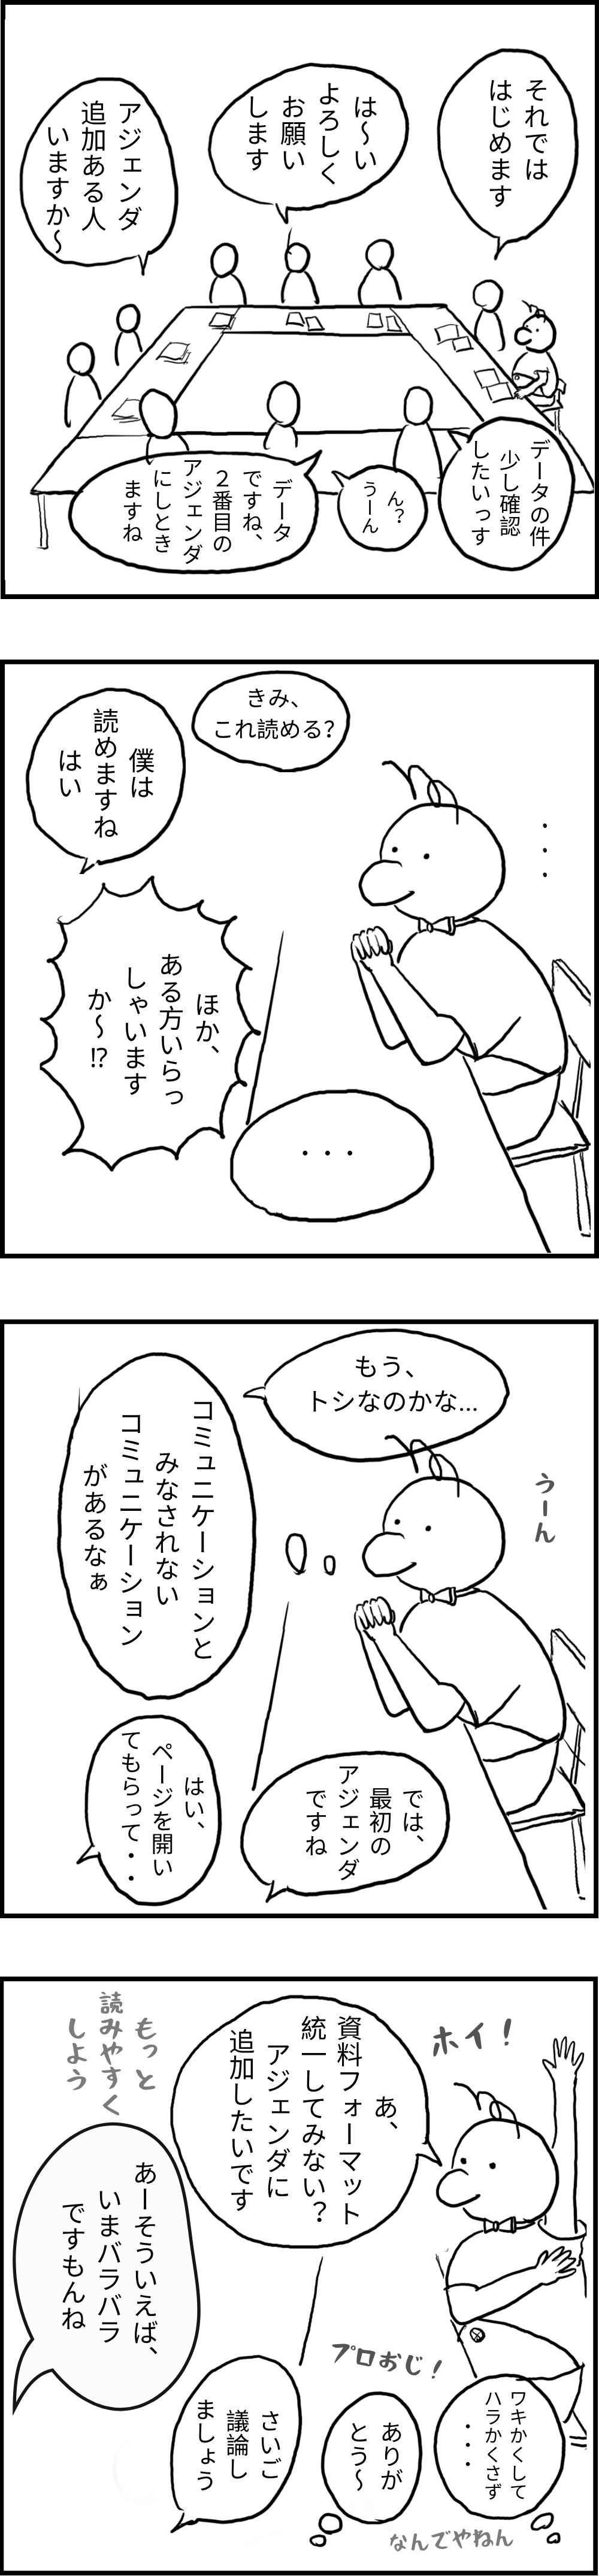 それでは
はじめます
は〜い
よろしく
お願い
します
アジェンダ
追加ある人
いますか〜
データの件
少し確認
したいっす
ん?
うーん
データ
ですね、
2番目の
アジェンダ
にしとき
ますね
・・・
きみ、
これ読める?
僕は
読めますね
はい
ほか、
ある方いらっ
しゃいます
か〜⁉
・・・
もう、
トシなのかな...
うーん
コミュニケーションと
みなされない
コミュニケーション
があるなぁ
では、
最初の
アジェンダ
ですね
はい、
ページを開い
てもらって・・
ホイ!
あ、
資料フォーマット
統一してみない?
アジェンダに
追加したいです
もっと
読みやすく
しよう
あーそういえば、
いまバラバラ
ですもんね
プロおじ!
ワキかくして
ハラかくさず
・・・
ありが
とう〜
さいご
議論し
ましょう
なんでやねん